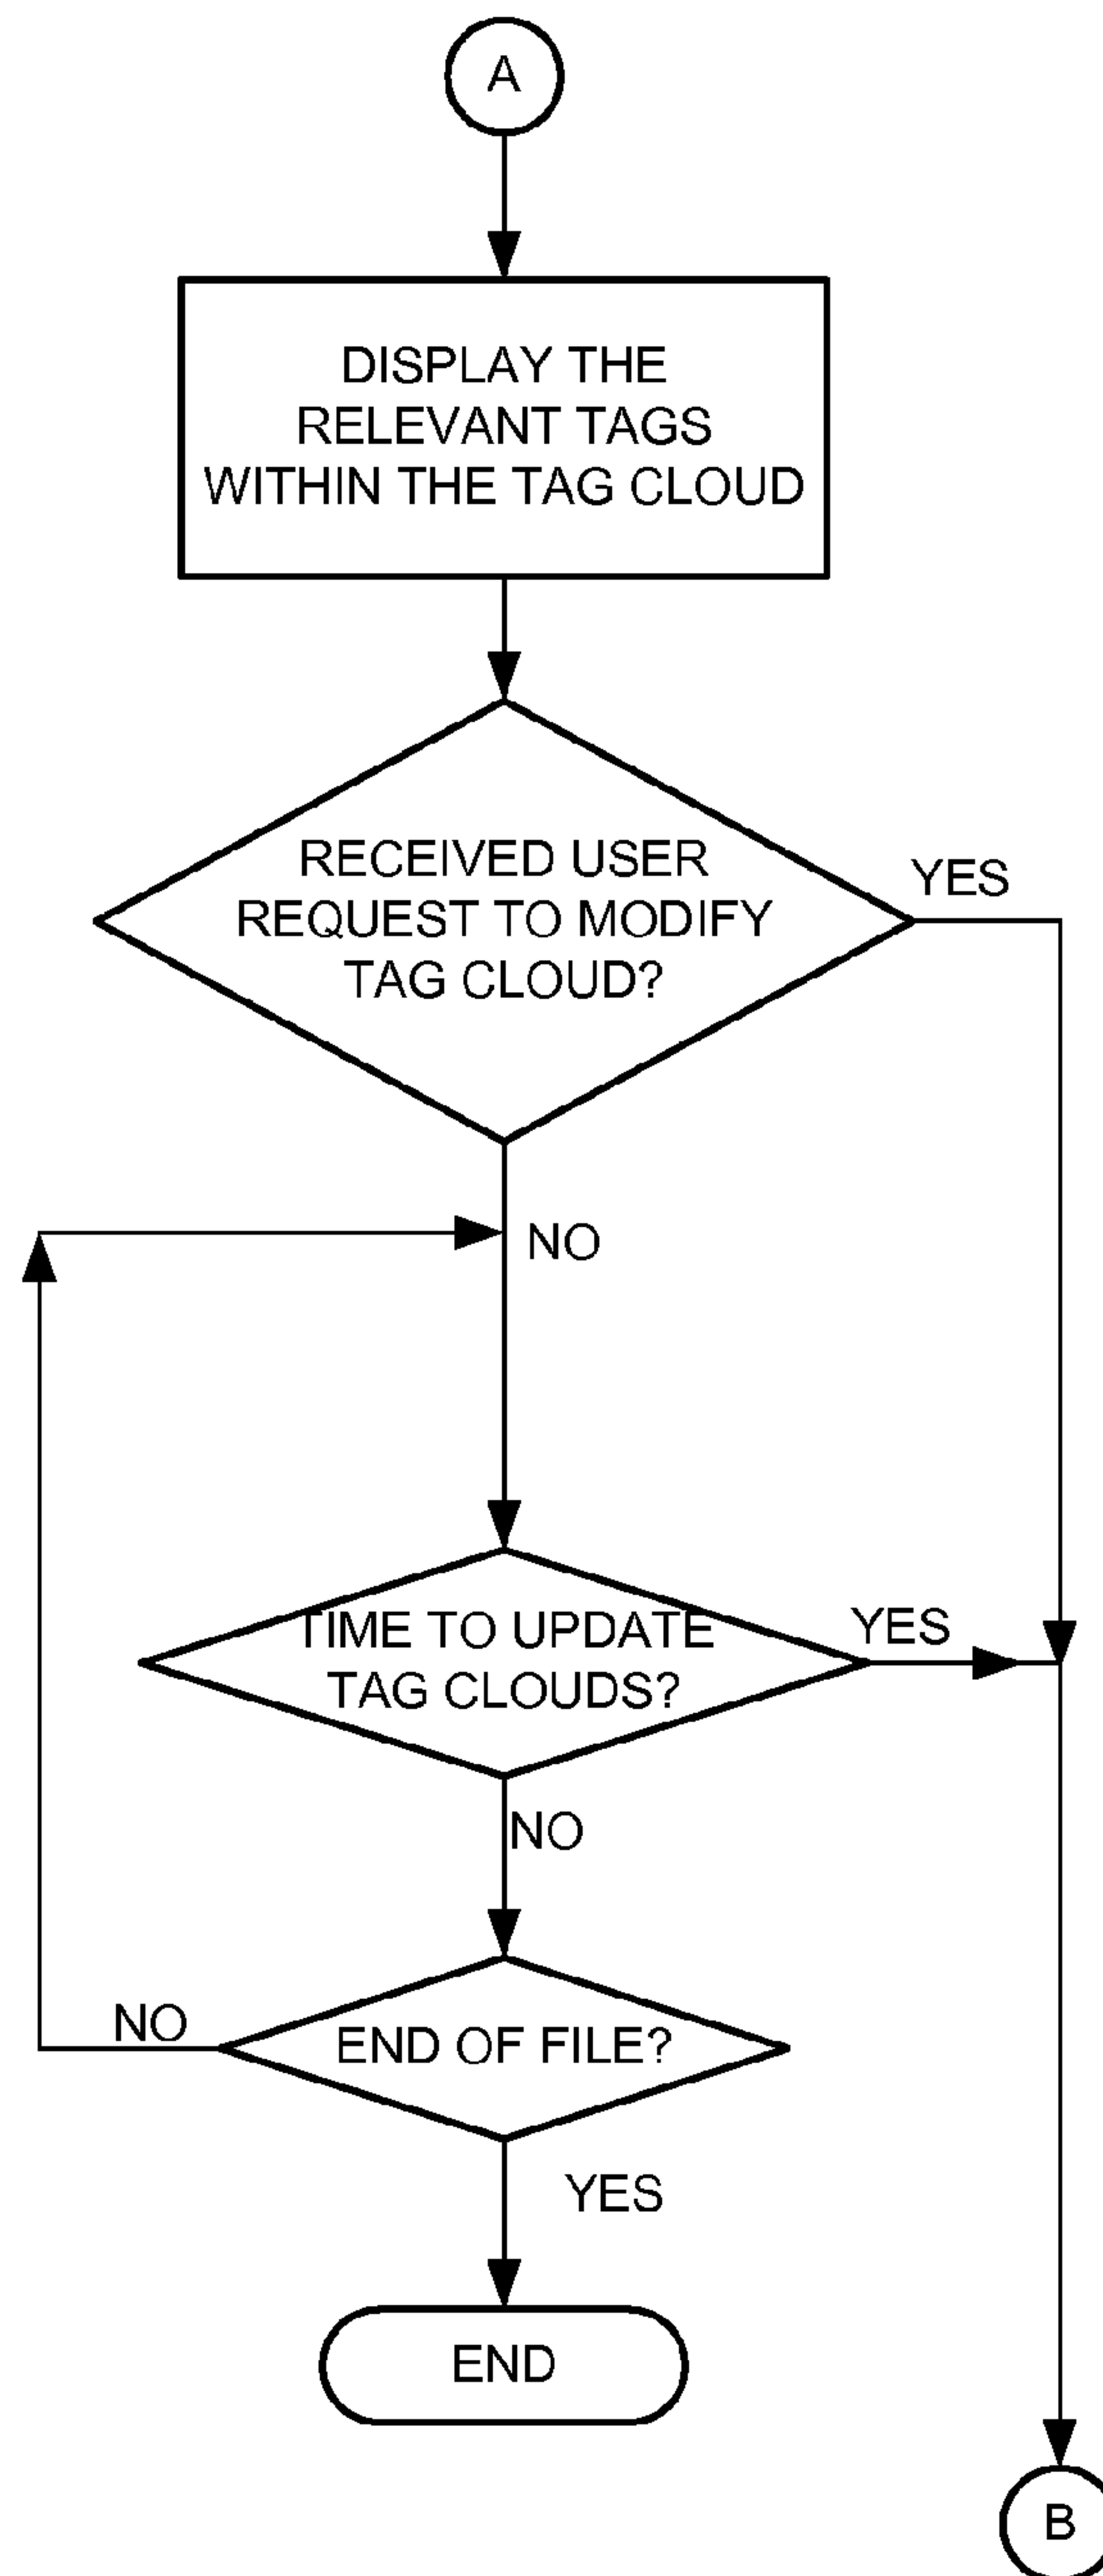 A
DISPLAY THE
RELEVANT TAGS
WITHIN THE TAG CLOUD
RECEIVED USER
REQUEST TO MODIFY
TAG CLOUD?
YES
NO
TIME TO UPDATE
TAG CLOUDS?
YES
NO
END OF FILE?
NO
YES
END
B